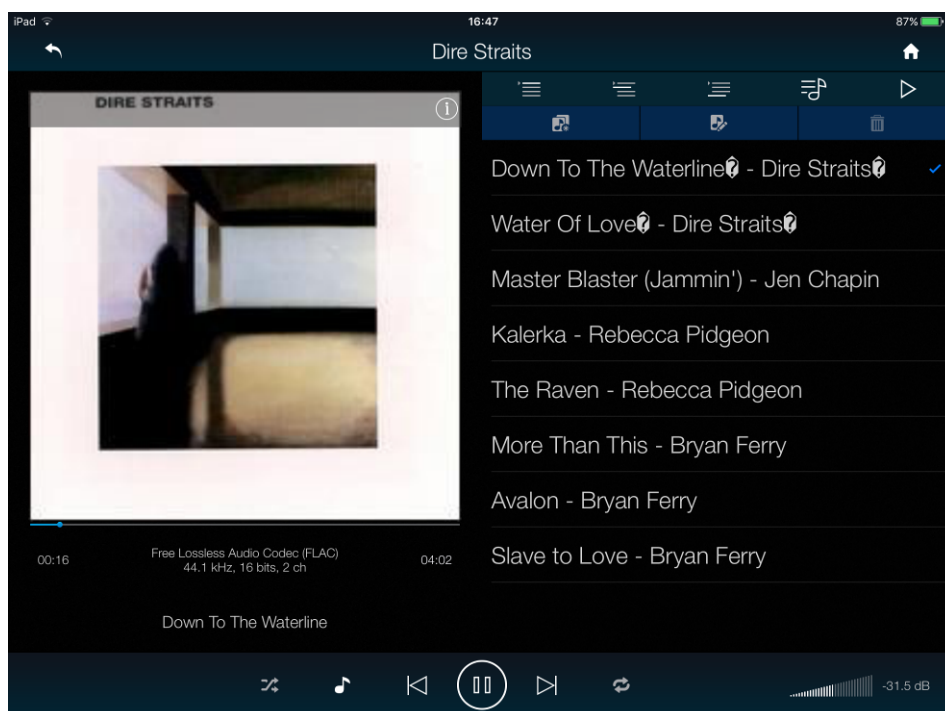 iPad 16:47 87%
Dire Straits
DIRE STRAITS
Down To The Waterline� - Dire Straits�
Water Of Love� - Dire Straits�
Master Blaster (Jammin') - Jen Chapin
Kalerka - Rebecca Pidgeon
The Raven - Rebecca Pidgeon
More Than This - Bryan Ferry
Avalon - Bryan Ferry
Slave to Love - Bryan Ferry
00:16 Free Lossless Audio Codec (FLAC) 04:02
44.1 kHz, 16 bits, 2 ch
Down To The Waterline
-31.5 dB